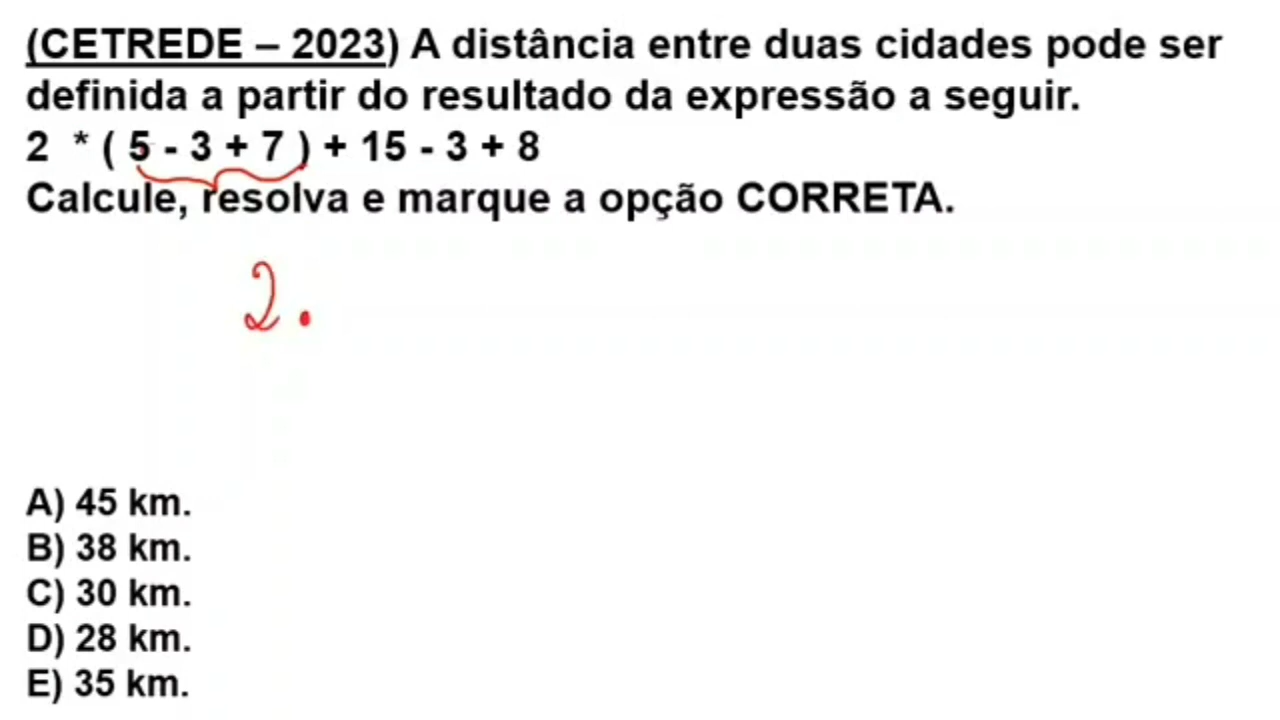 (CETREDE – 2023) A distância entre duas cidades pode ser
definida a partir do resultado da expressão a seguir.
2 * ( 5 - 3 + 7 ) + 15 - 3 + 8
Calcule, resolva e marque a opção CORRETA.
2 .
A) 45 km.
B) 38 km.
C) 30 km.
D) 28 km.
E) 35 km.